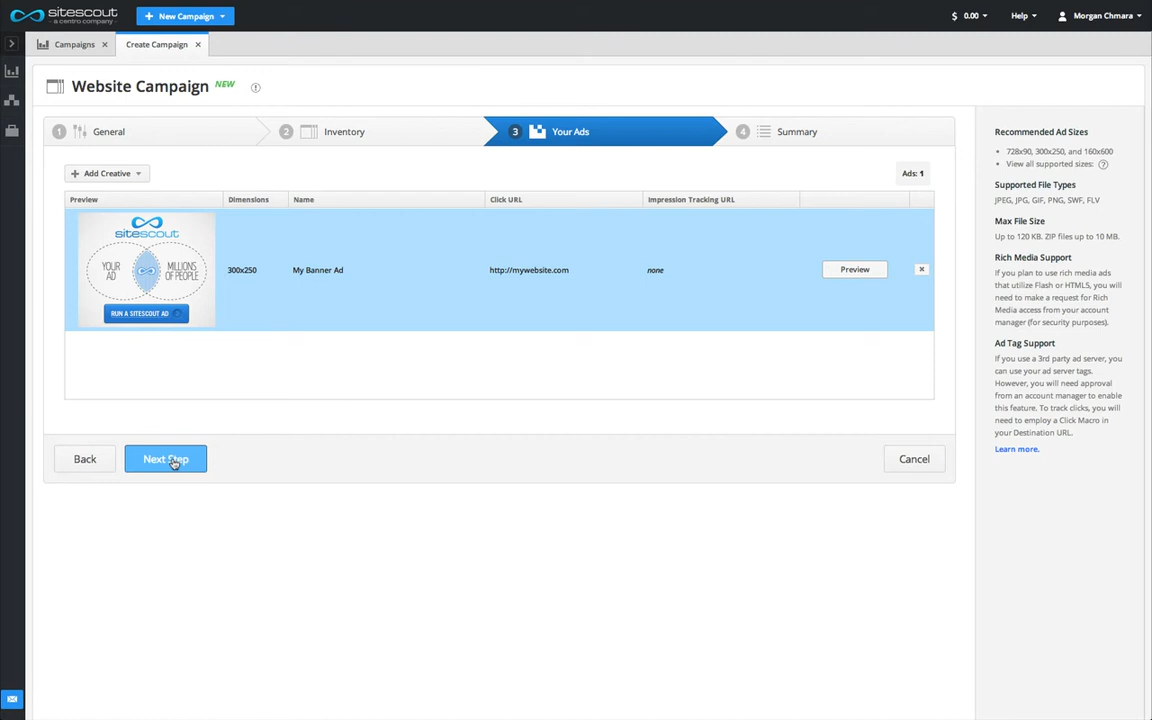 sitescout
a centro company
+ New Campaign
$ 0.00
Help
Morgan Chmara
Campaigns
Create Campaign
Website Campaign NEW
1 General
2 Inventory
3 Your Ads
4 Summary
+ Add Creative
Ads: 1
Preview Dimensions Name Click URL Impression Tracking URL
sitescout
YOUR AD
MILLIONS OF PEOPLE
RUN A SITESCOUT AD
300x250 My Banner Ad http://mywebsite.com none Preview
Back
Next Step
Cancel
Recommended Ad Sizes
• 728x90, 300x250, and 160x600
• View all supported sizes: ?
Supported File Types
JPEG, JPG, GIF, PNG, SWF, FLV
Max File Size
Up to 120 KB. ZIP files up to 10 MB.
Rich Media Support
If you plan to use rich media ads
that utilize Flash or HTML5, you will
need to make a request for Rich
Media access from your account
manager (for security purposes).
Ad Tag Support
If you use a 3rd party ad server, you
can use your ad server tags.
However, you will need approval
from an account manager to enable
this feature. To track clicks, you will
need to employ a Click Macro in
your Destination URL.
Learn more.